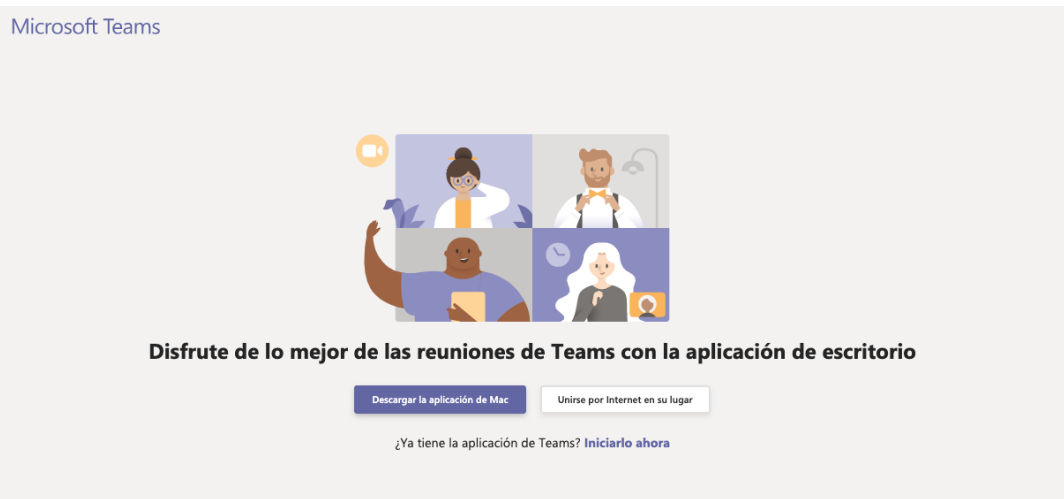 Microsoft Teams
Disfrute de lo mejor de las reuniones de Teams con la aplicación de escritorio
Descargar la aplicación de Mac
Unirse por Internet en su lugar
¿Ya tiene la aplicación de Teams? Iniciarlo ahora